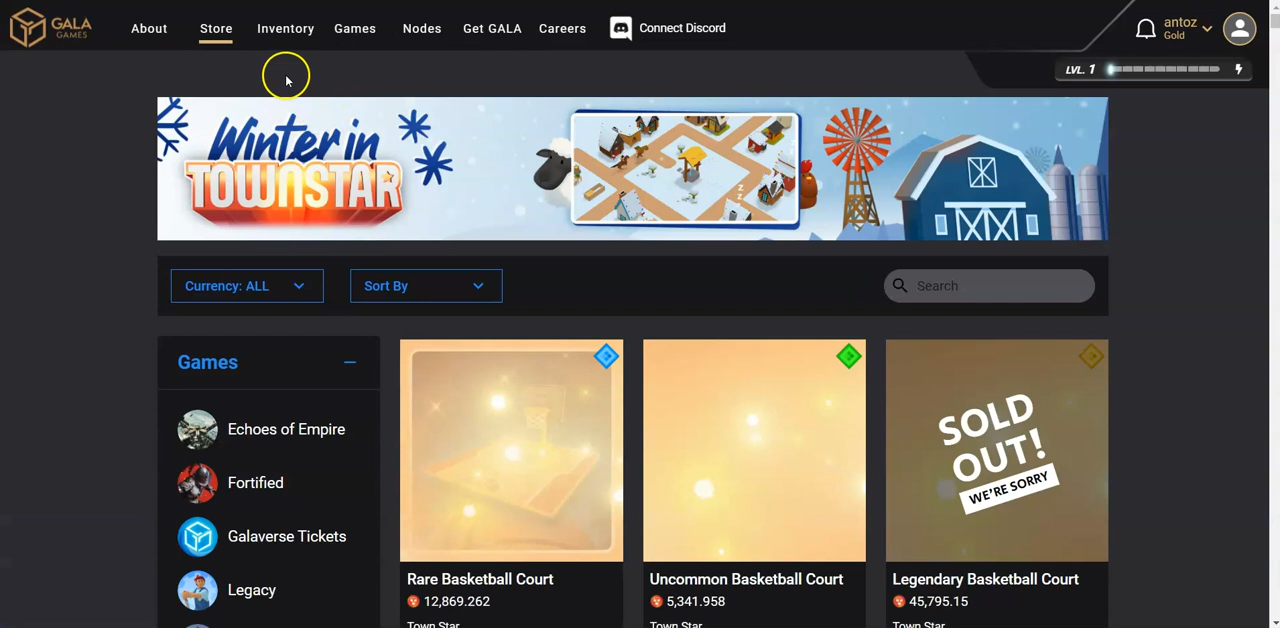 GALA
GAMES
About
Store
Inventory
Games
Nodes
Get GALA
Careers
Connect Discord
antoz
Gold
LVL. 1
Winter in
TOWNSTAR
z
z
Currency: ALL
Sort By
Search
Games
Echoes of Empire
Fortified
Galaverse Tickets
Legacy
SOLD
OUT!
WE'RE SORRY
Rare Basketball Court
12,869.262
Town Star
Uncommon Basketball Court
5,341.958
Town Star
Legendary Basketball Court
45,795.15
Town Star